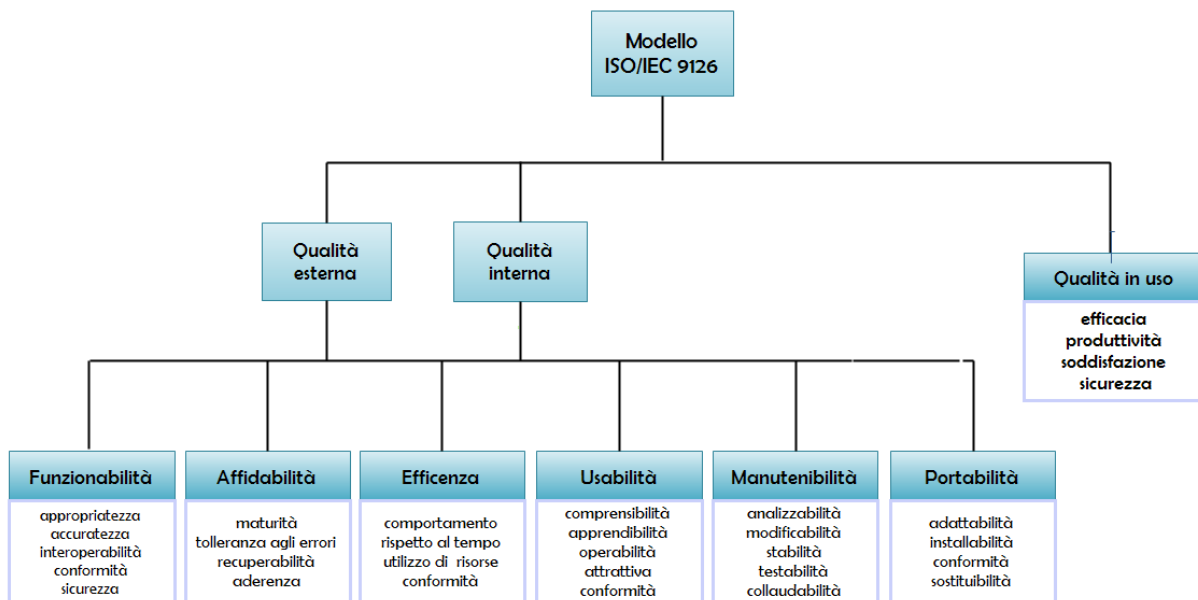 Modello
ISO/IEC 9126
Qualità
esterna
Qualità
interna
Qualità in uso
efficacia
produttività
soddisfazione
sicurezza
Funzionabilità
appropriatezza
accuratezza
interoperabilità
conformità
sicurezza
Affidabilità
maturità
tolleranza agli errori
recuperabilità
aderenza
Efficenza
comportamento
rispetto al tempo
utilizzo di risorse
conformità
Usabilità
comprensibilità
apprendibilità
operabilità
attrattiva
conformità
Manutenibilità
analizzabilità
modificabilità
stabilità
testabilità
collaudabilità
Portabilità
adattabilità
installabilità
conformità
sostituibilità